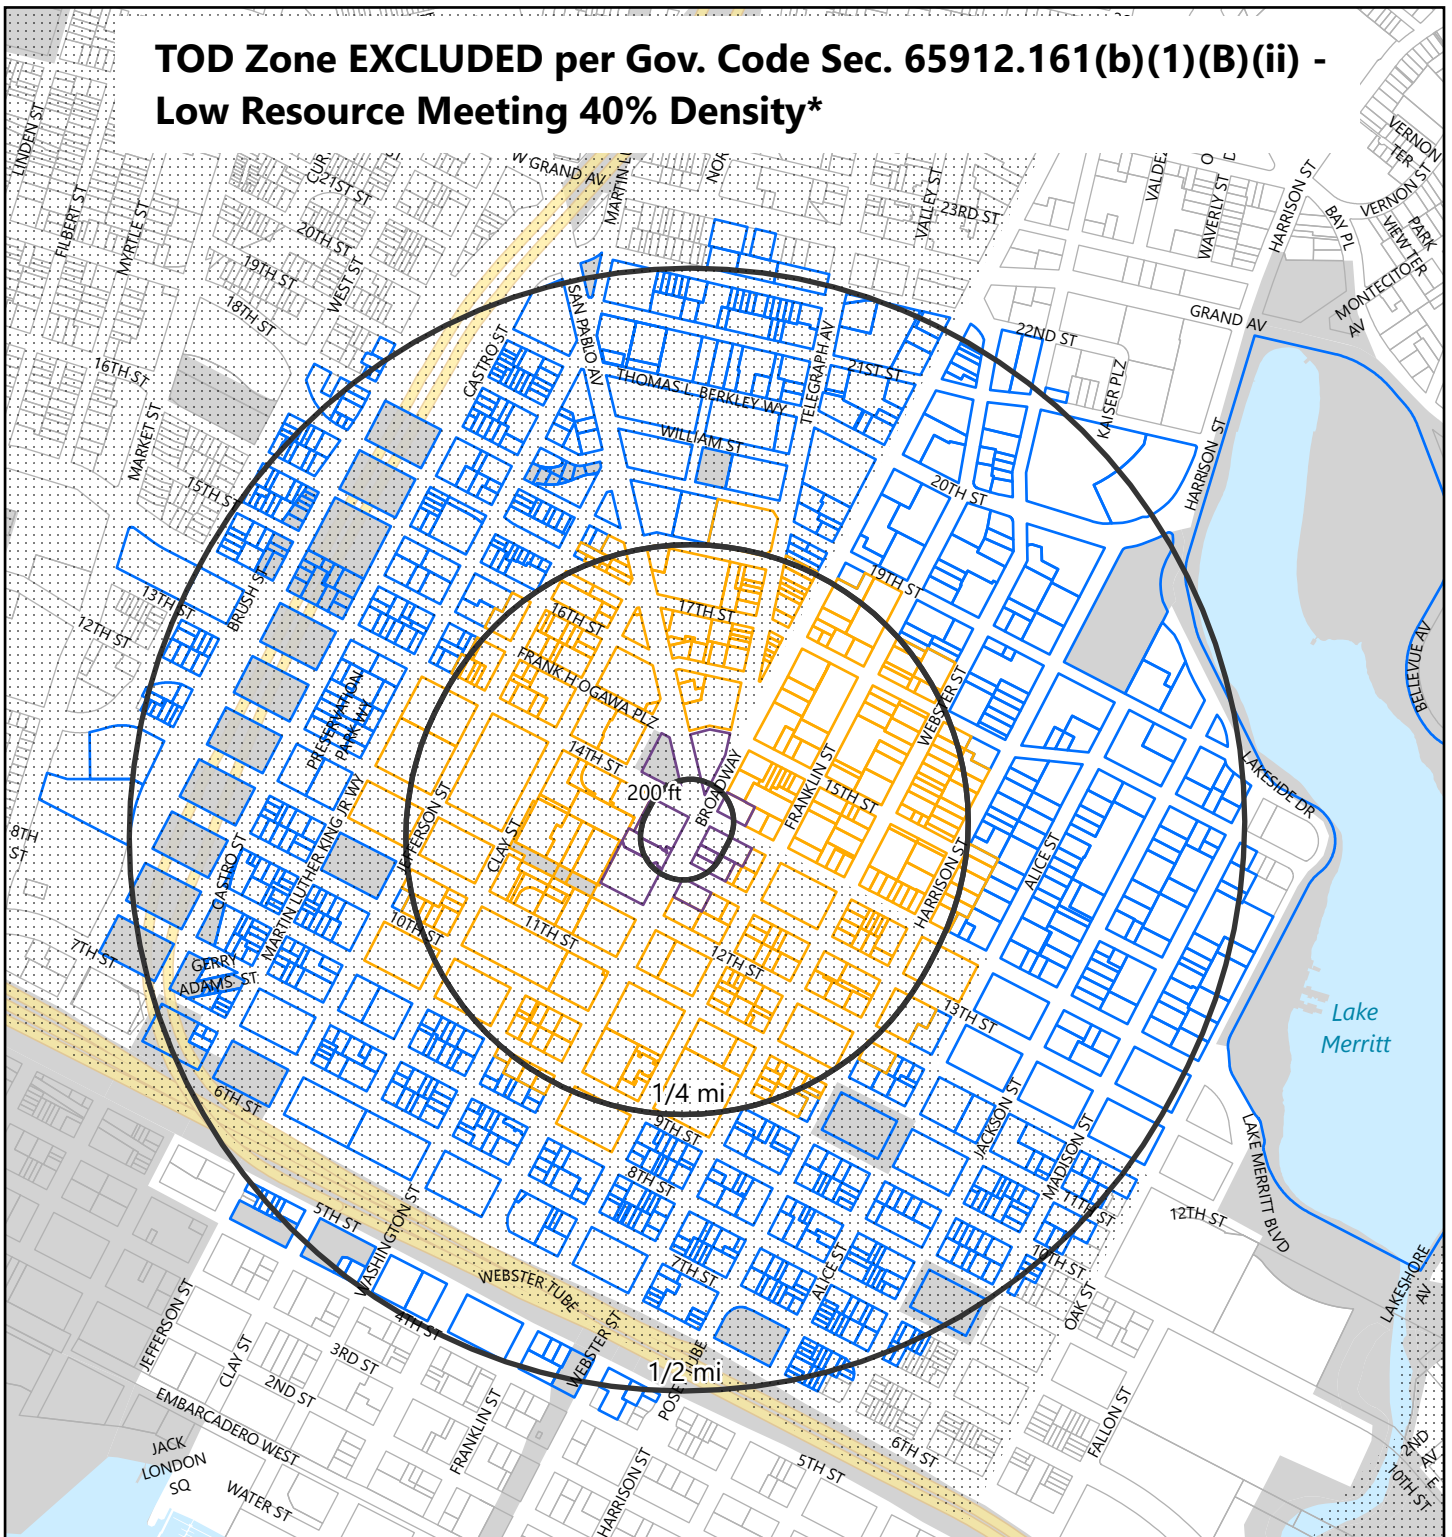 TOD Zone EXCLUDED per Gov. Code Sec. 65912.161(b)(1)(B)(ii) -
Low Resource Meeting 40% Density*
LINDEN ST
FILBERT ST
MYRTLE ST
21ST ST
20TH ST
19TH ST
18TH ST
WEST ST
W GRAND AV
VALLEY ST
23RD ST
WAVERLY ST
HARRISON ST
BAY PL
VERNON
TER
VERNON ST
PARK
VIEW TER
MONTECITO
AV
GRAND AV
22ND ST
KAISER PLZ
HARRISON ST
16TH ST
MARKET ST
15TH ST
CASTRO ST
SAN PABLO AV
THOMAS L. BERKLEY WY
WILLIAM ST
TELEGRAPH AV
21ST ST
20TH ST
19TH ST
13TH ST
12TH ST
BRUSH ST
16TH ST
17TH ST
FRANK H OGAWA PLZ
WEBSTER ST
PRESERVATION
PARK WY
14TH ST
200 ft
BROADWAY
FRANKLIN ST
15TH ST
BELLEVUE AV
LAKESIDE DR
8TH
ST
CASTRO ST
MARTIN LUTHER KING JR WY
JEFFERSON ST
CLAY ST
HARRISON ST
ALICE ST
10TH ST
11TH ST
12TH ST
13TH ST
7TH ST
GERRY
ADAMS ST
Lake
Merritt
6TH ST
1/4 mi
9TH ST
8TH ST
JACKSON ST
MADISON ST
11TH ST
10TH ST
12TH ST
LAKE MERRITT BLVD
LAKESHORE
AV
5TH ST
WASHINGTON ST
WEBSTER TUBE
7TH ST
ALICE ST
OAK ST
4TH ST
WEBSTER ST
1/2 mi
JEFFERSON ST
CLAY ST
3RD ST
2ND ST
FRANKLIN ST
EMBARCADERO WEST
JACK
LONDON
SQ
WATER ST
HARRISON ST
5TH ST
6TH ST
FALLON ST
2ND
AV
10TH ST